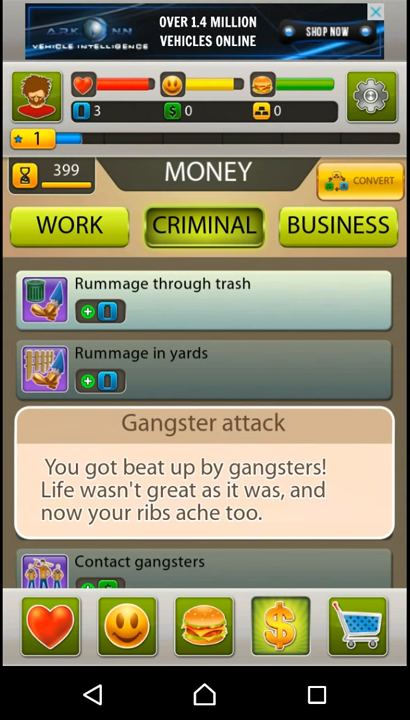 OVER 1.4 MILLION
VEHICLES ONLINE
VEHICLE INTELLIGENCE
SHOP NOW
3
0
0
1
399
MONEY
CONVERT
WORK
CRIMINAL
BUSINESS
Rummage through trash
Rummage in yards
Gangster attack
You got beat up by gangsters!
Life wasn't great as it was, and
now your ribs ache too.
Contact gangsters